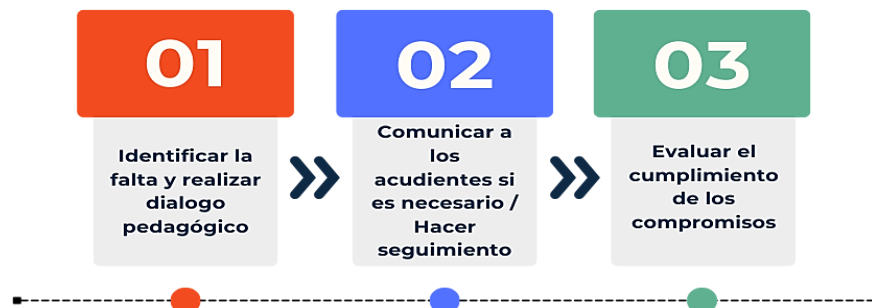 01
Identificar la
falta y realizar
dialogo
pedagógico
02
Comunicar a
los
acudientes si
es necesario /
Hacer
seguimiento
03
Evaluar el
cumplimiento
de los
compromisos